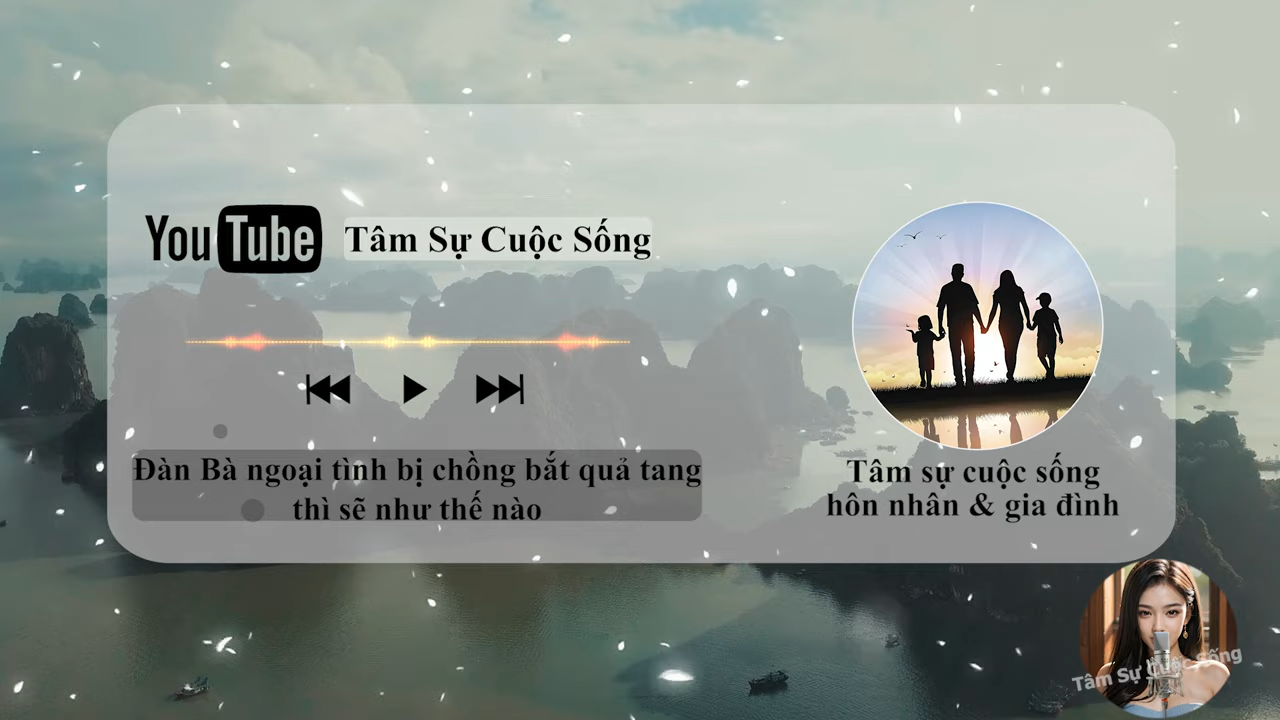 YouTube Tâm Sự Cuộc Sống
Đàn Bà ngoại tình bị chồng bắt quả tang
thì sẽ như thế nào
Tâm sự cuộc sống
hôn nhân & gia đình
Tâm Sự Cuộc Sống